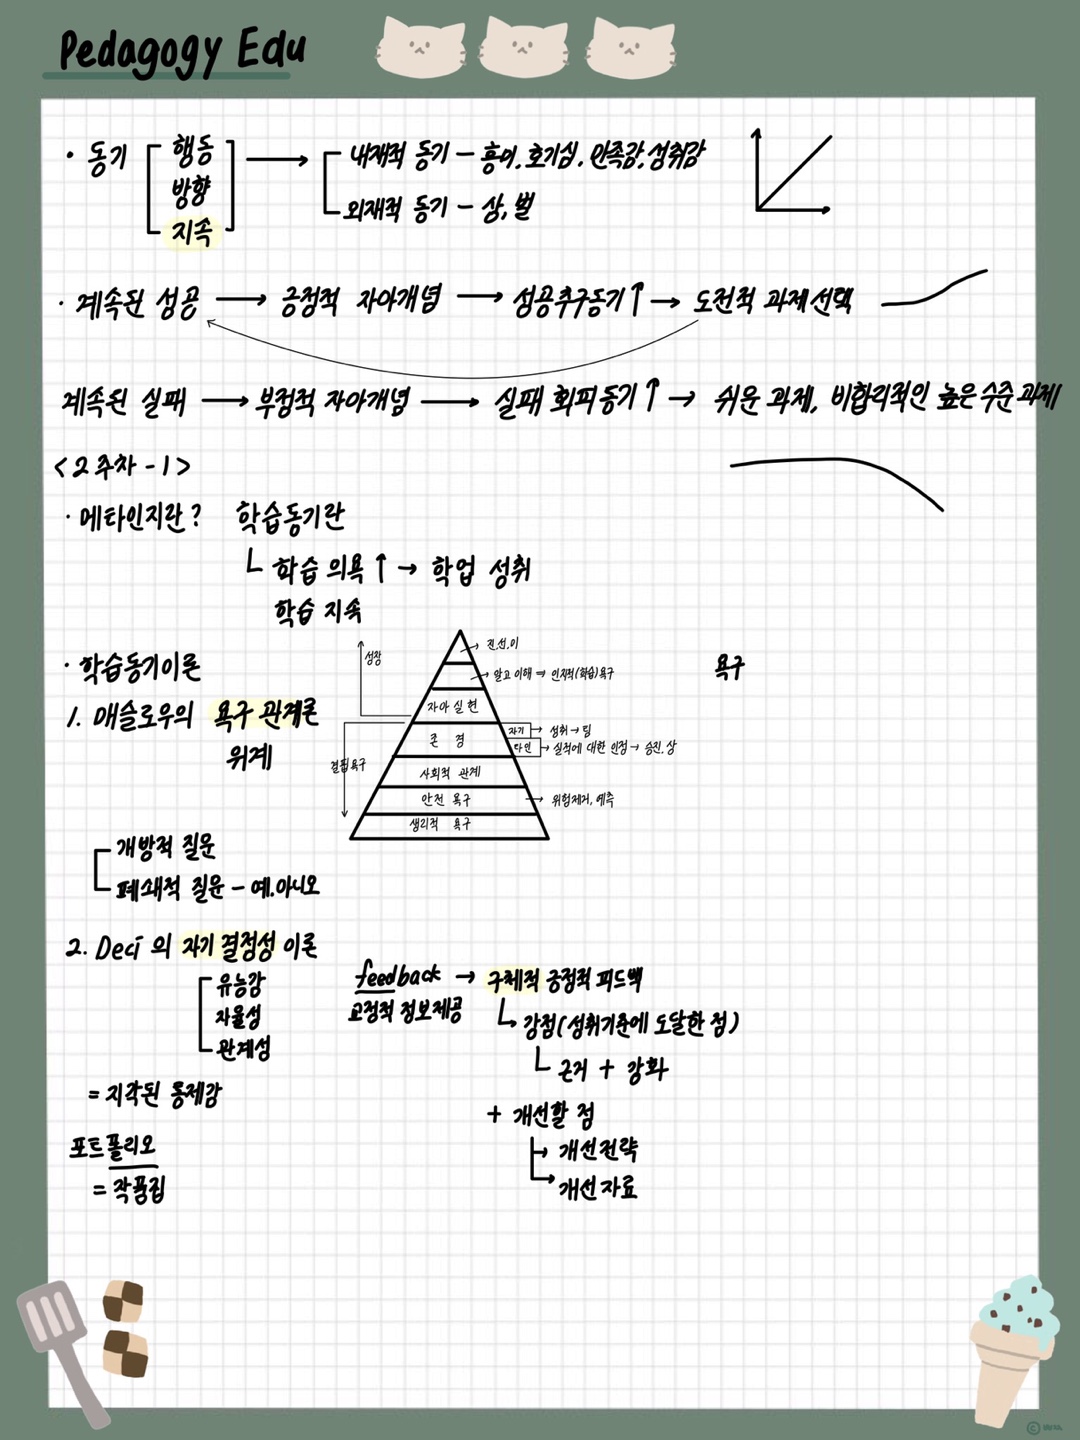 Pedagogy Edu
· 동기 [ 행동 방향 지속 ] → 내재적 동기 - 흥미, 호기심, 만족감, 성취감
외재적 동기 - 상, 벌
· 계속된 성공 → 긍정적 자아개념 → 성공추구동기↑ → 도전적 과제선택
계속된 실패 → 부정적 자아개념 → 실패 회피동기↑ → 쉬운 과제, 비합리적인 높은 수준 과제
<2주차-1>
· 메타인지란? 학습동기란
학습 의욕↑ → 학업 성취
학습 지속
· 학습동기이론
1. 매슬로우의 욕구 관계론
위계
욕구
성장
→ 진.선.미
→ 알고 이해 ⇒ 인지적(학습)욕구
자아실현
존경
자기 → 성취 → 팁
타인 → 실적에 대한 인정 → 승진, 상
결핍욕구
사회적 관계
안전 욕구 → 위험제거, 예측
생리적 욕구
개방적 질문
폐쇄적 질문 - 예.아니오
2. Deci 의 자기 결정성 이론
유능감
자율성
관계성
= 지각된 통제감
포트폴리오
= 작품집
feedback → 구체적 긍정적 피드백
교정적 정보제공
강점(성취기준에 도달한 점)
근거 + 강화
+ 개선할 점
→ 개선전략
→ 개선자료